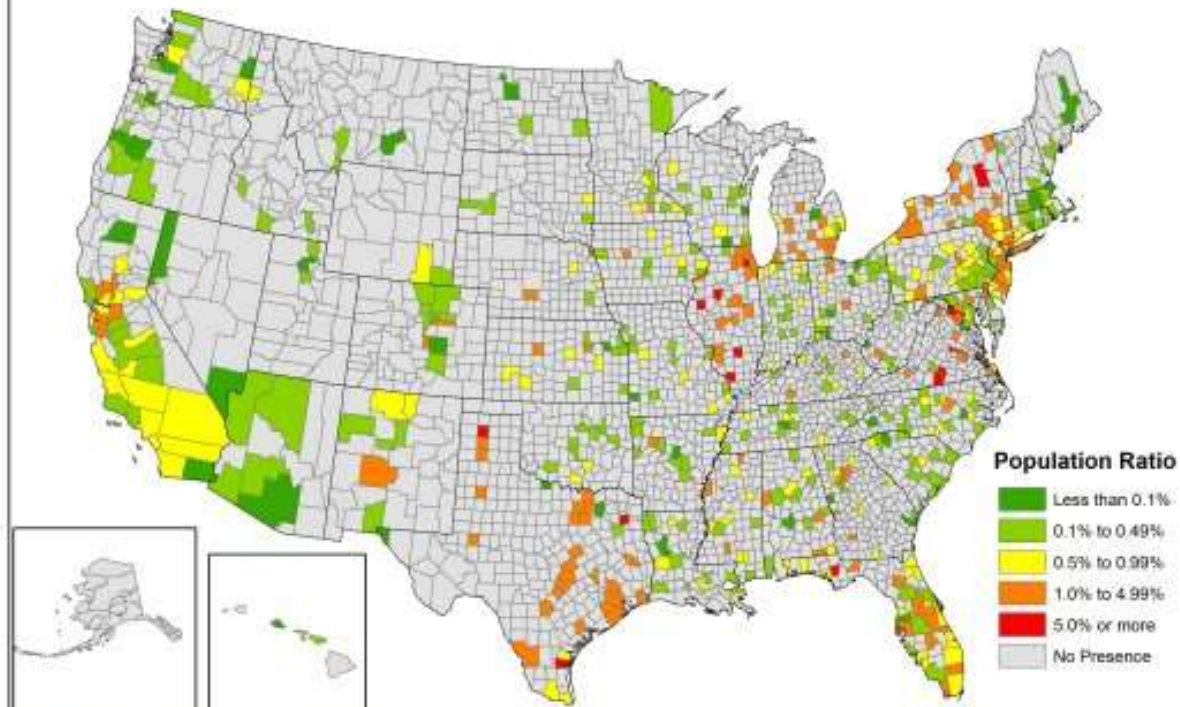 Population Ratio
Less than 0.1%
0.1% to 0.49%
0.5% to 0.99%
1.0% to 4.99%
5.0% or more
No Presence